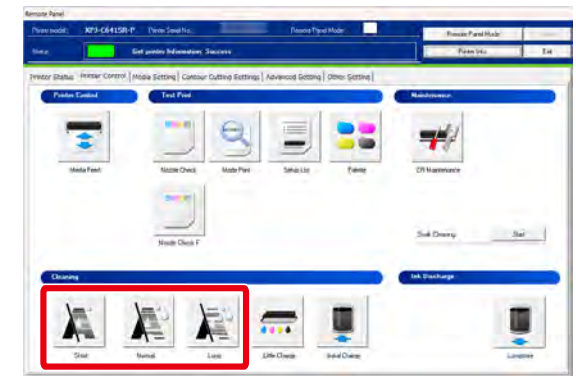 Remote Panel
Printer model: XPJ-C641SR-P Printer Serial No.: Remote Panel Mode:
Remote Panel Mode
Status: Get printer Information Success
Printer Info. Exit
Printer Status Printer Control Media Setting Contour Cutting Settings Advanced Setting Other Setting
Printer Control Test Print Maintenance
Media Feed Nozzle Check Mode Print Setup List Palette CR Maintenance
Nozzle Check F
Soak Cleaning Start
Cleaning Ink Discharge
Short Normal Long Little Charge Initial Charge